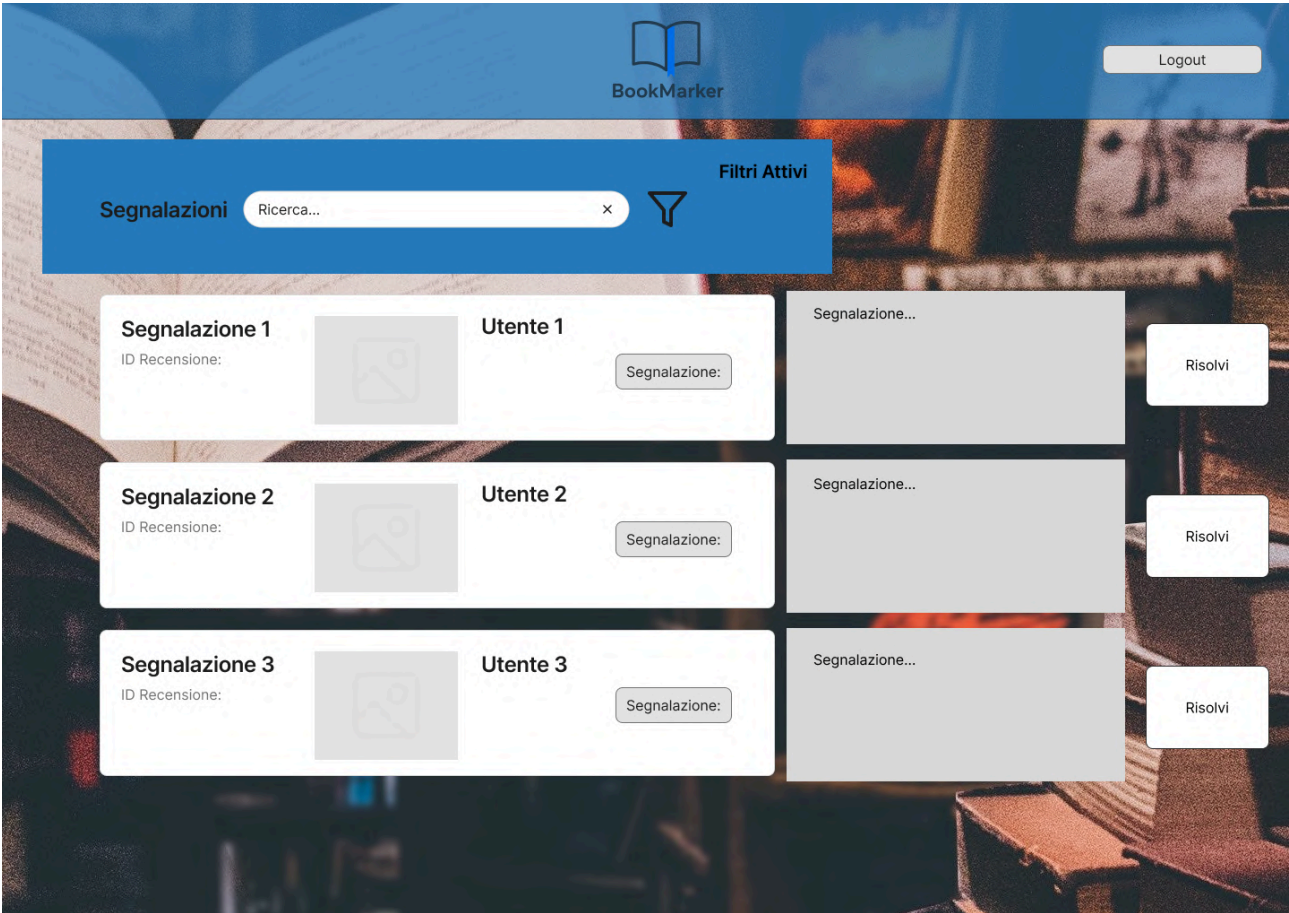 BookMarker
Logout
Filtri Attivi
Segnalazioni
Ricerca...
Segnalazione 1
ID Recensione:
Utente 1
Segnalazione:
Segnalazione...
Risolvi
Segnalazione 2
ID Recensione:
Utente 2
Segnalazione:
Segnalazione...
Risolvi
Segnalazione 3
ID Recensione:
Utente 3
Segnalazione:
Segnalazione...
Risolvi